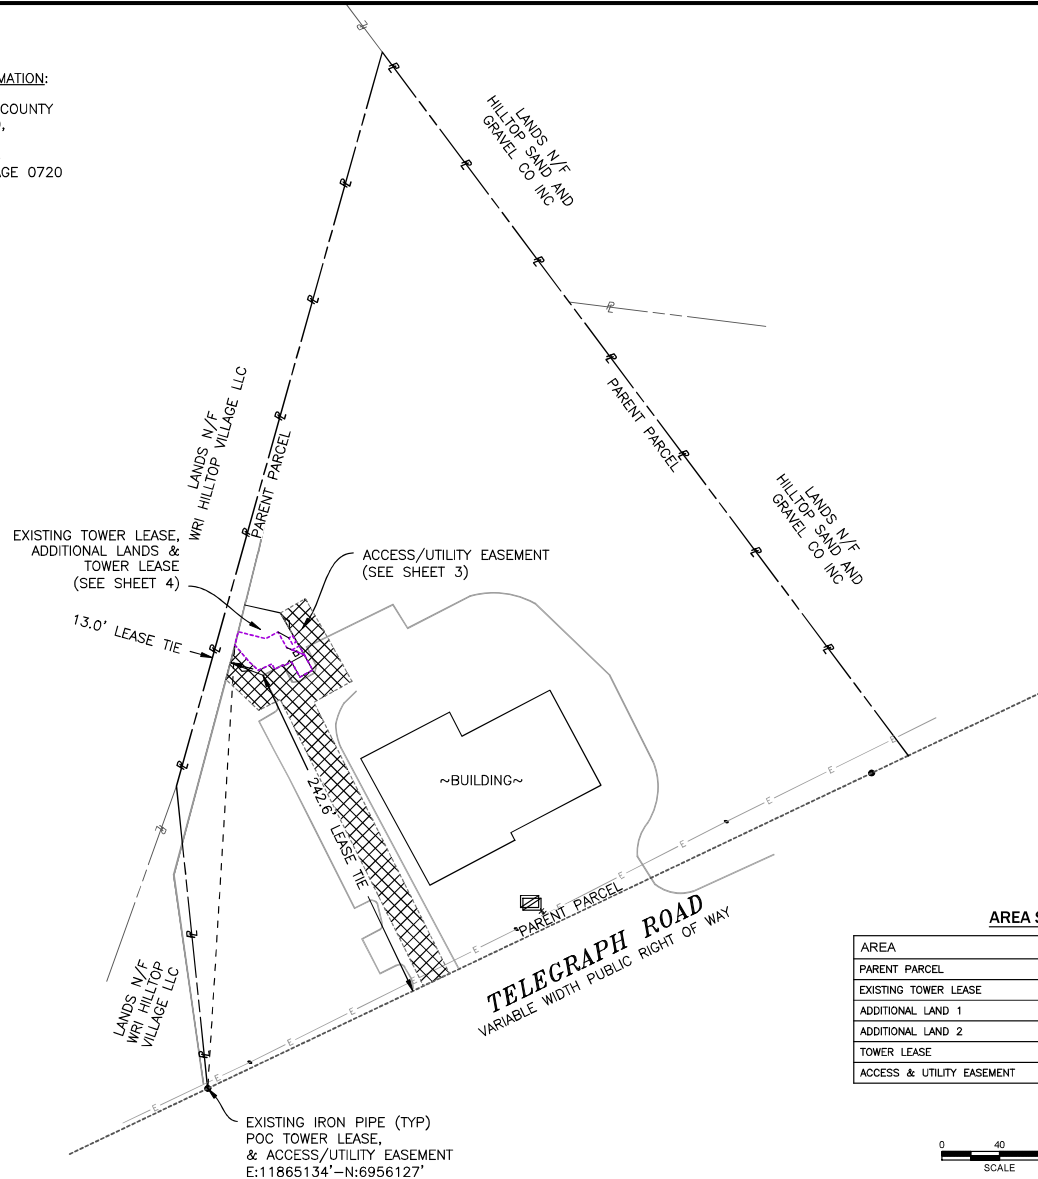 MATION:
COUNTY
AGE 0720
LANDS N/F
HILLTOP SAND AND
GRAVEL CO INC
PARENT PARCEL
LANDS N/F
WRI HILLTOP VILLAGE LLC
PARENT PARCEL
LANDS N/F
HILLTOP SAND AND
GRAVEL CO INC
EXISTING TOWER LEASE,
ADDITIONAL LANDS &
TOWER LEASE
(SEE SHEET 4)
ACCESS/UTILITY EASEMENT
(SEE SHEET 3)
13.0' LEASE TIE
~BUILDING~
242.6' LEASE TIE
PARENT PARCEL
TELEGRAPH ROAD
VARIABLE WIDTH PUBLIC RIGHT OF WAY
LANDS N/F
WRI HILLTOP
VILLAGE LLC
AREA S
AREA
PARENT PARCEL
EXISTING TOWER LEASE
ADDITIONAL LAND 1
ADDITIONAL LAND 2
TOWER LEASE
ACCESS & UTILITY EASEMENT
EXISTING IRON PIPE (TYP)
POC TOWER LEASE,
& ACCESS/UTILITY EASEMENT
E:11865134'-N:6956127'
0 40
SCALE